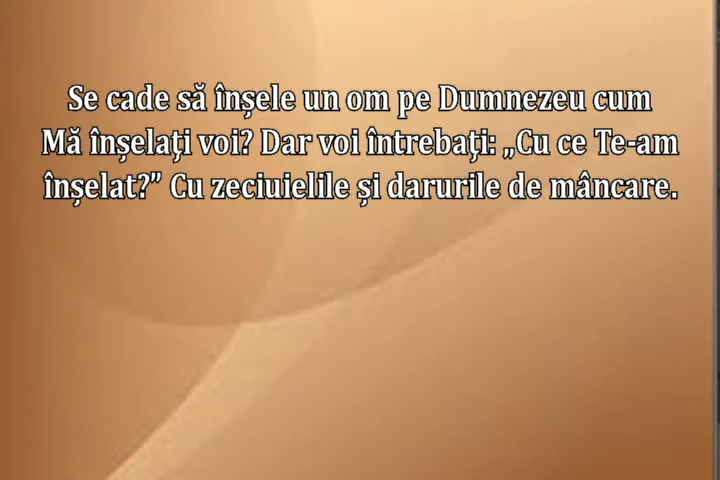 Se cade să înșele un om pe Dumnezeu cum
Mă înșelați voi? Dar voi întrebați: „Cu ce Te-am
înșelat?” Cu zeciuielile și darurile de mâncare.